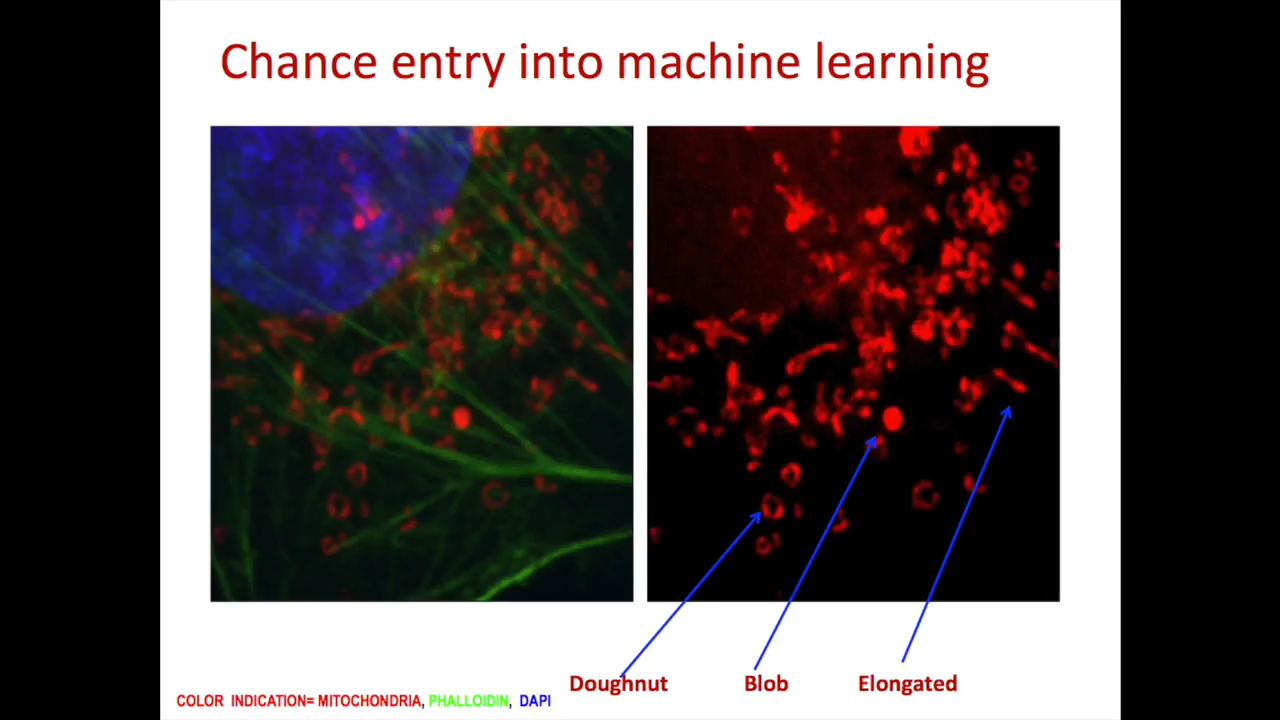 Chance entry into machine learning
Doughnut Blob Elongated
COLOR INDICATION= MITOCHONDRIA, PHALLOIDIN, DAPI